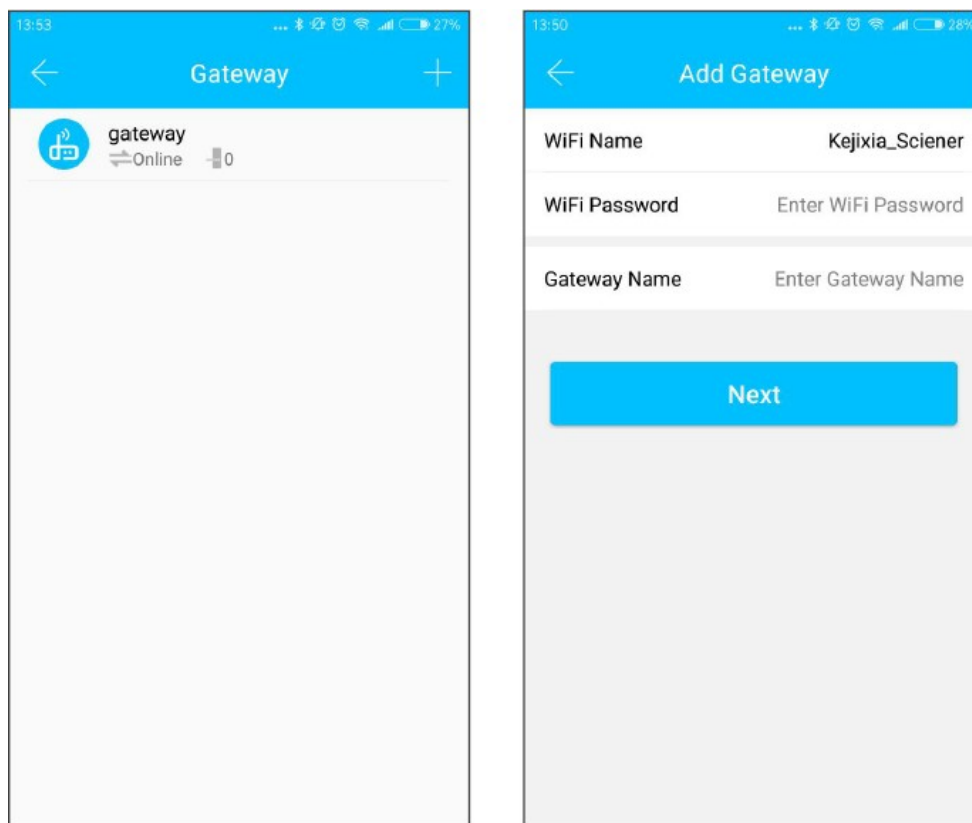 13:53 ... 27%
Gateway
gateway
Online 0
13:50 ... 28%
Add Gateway
WiFi Name Kejixia_Sciener
WiFi Password Enter WiFi Password
Gateway Name Enter Gateway Name
Next